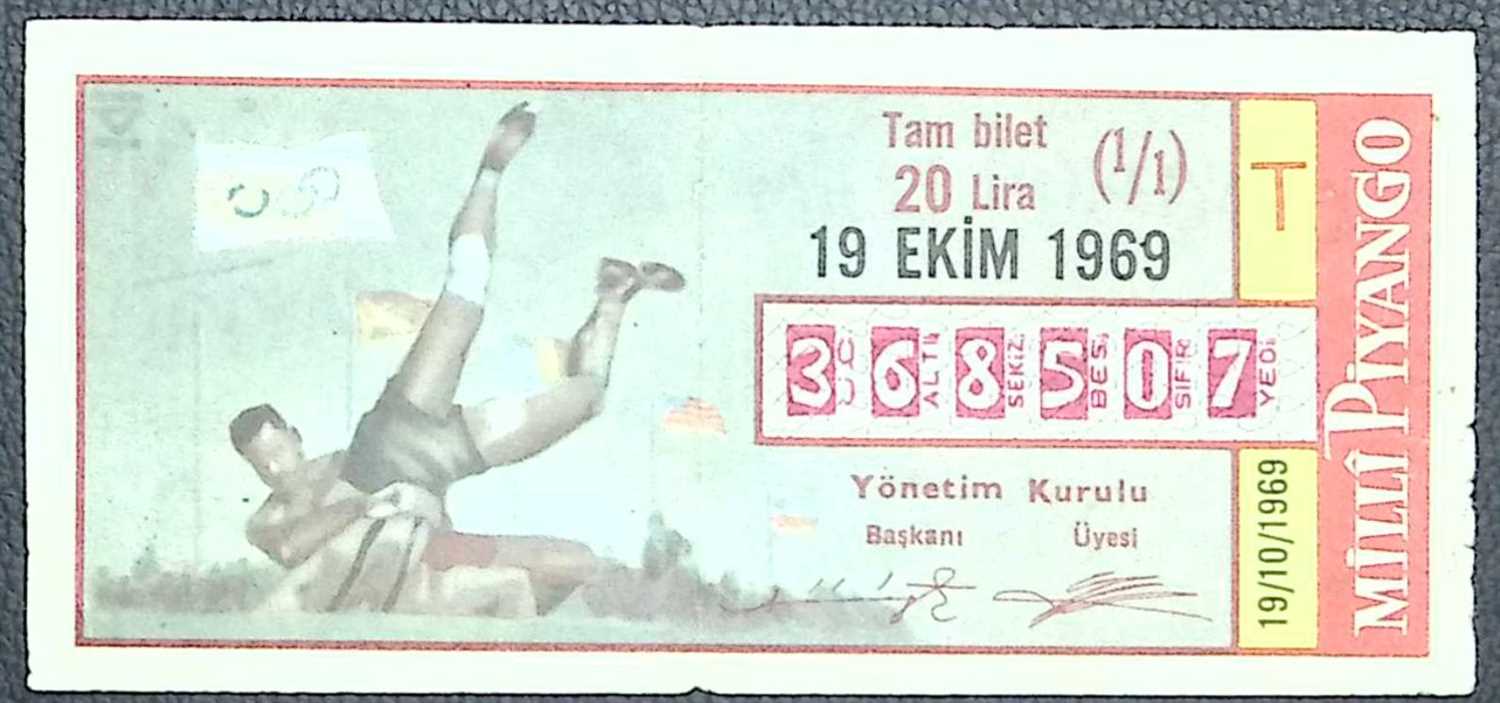 Tam bilet (1/1)
20 Lira
19 EKİM 1969
T
3 ÜÇ 6 ALTI 8 SEKİZ 5 BEŞ 0 SIFIR 7 YEDİ
Yönetim Kurulu
Başkanı Üyesi
19/10/1969
MİLLÎ PİYANGO